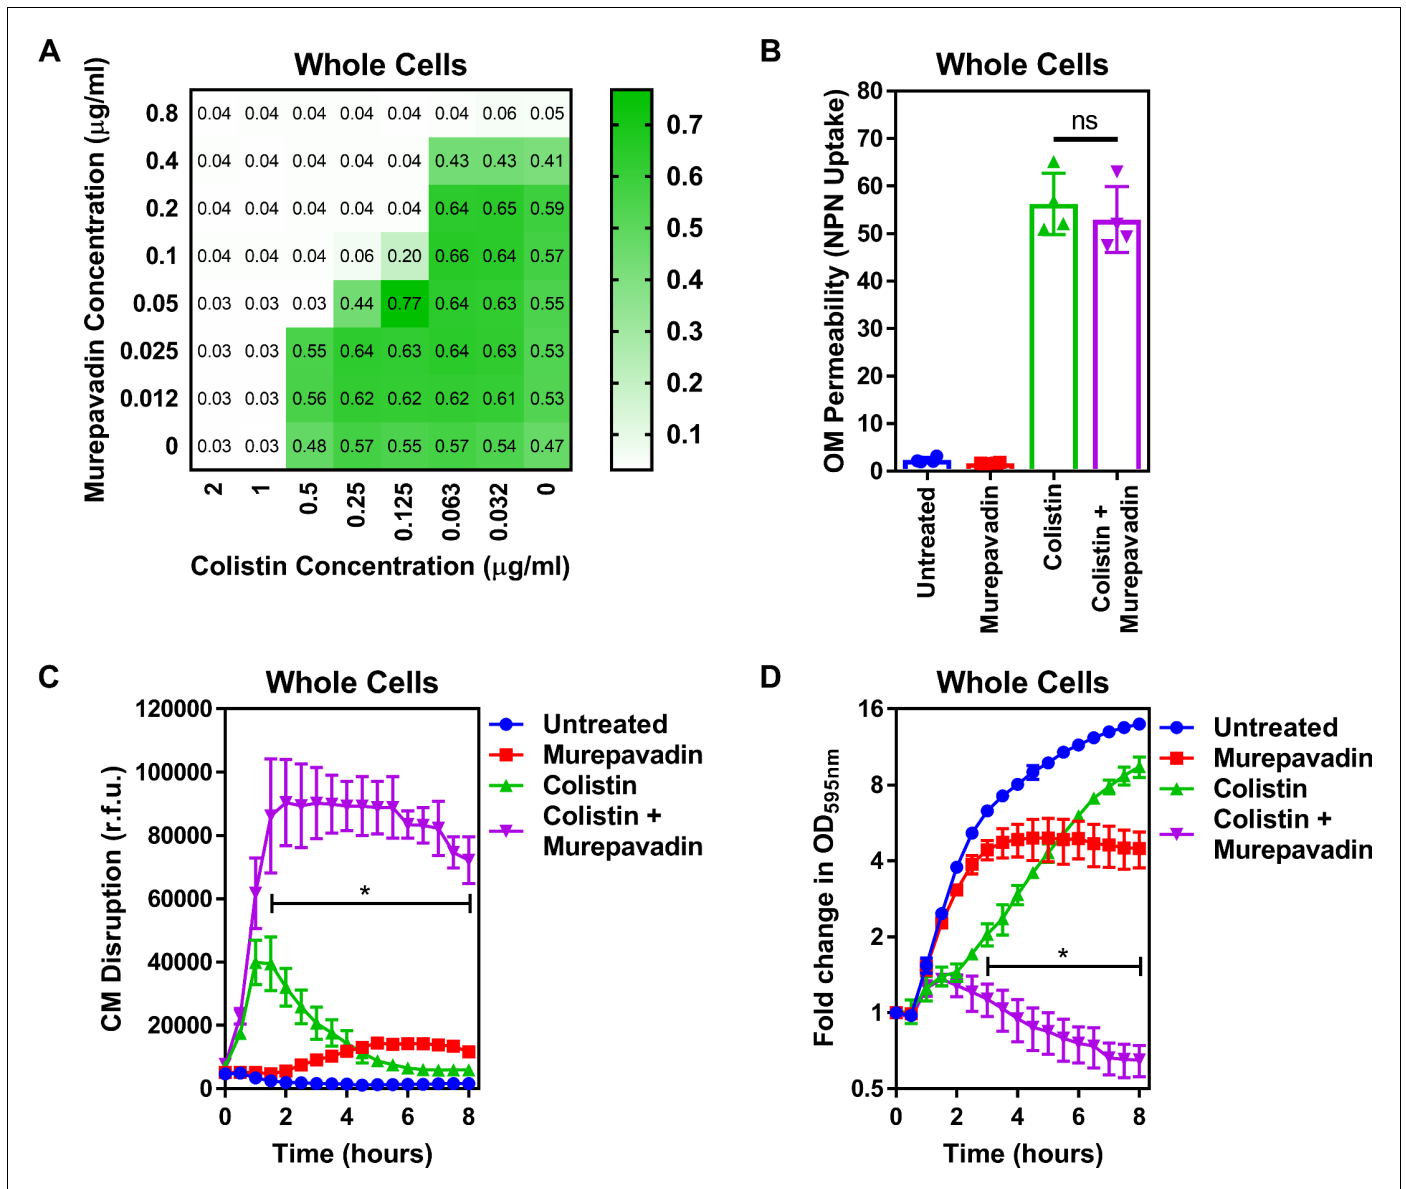 A
Whole Cells
Murepavadin Concentration (μg/ml)
0.8 0.04 0.04 0.04 0.04 0.04 0.04 0.06 0.05
0.4 0.04 0.04 0.04 0.04 0.04 0.43 0.43 0.41
0.2 0.04 0.04 0.04 0.04 0.04 0.64 0.65 0.59
0.1 0.04 0.04 0.04 0.06 0.20 0.66 0.64 0.57
0.05 0.03 0.03 0.03 0.44 0.77 0.64 0.63 0.55
0.025 0.03 0.03 0.55 0.64 0.63 0.64 0.63 0.53
0.012 0.03 0.03 0.56 0.62 0.62 0.62 0.61 0.53
0 0.03 0.03 0.48 0.57 0.55 0.57 0.54 0.47
2 1 0.5 0.25 0.125 0.063 0.032 0
Colistin Concentration (μg/ml)
0.7
0.6
0.5
0.4
0.3
0.2
0.1
B
Whole Cells
OM Permeability (NPN Uptake)
80
70
60
50
40
30
20
10
0
ns
Untreated
Murepavadin
Colistin
Colistin +
Murepavadin
C
Whole Cells
CM Disruption (r.f.u.)
120000
100000
80000
60000
40000
20000
0
*
0 2 4 6 8
Time (hours)
Untreated
Murepavadin
Colistin
Colistin +
Murepavadin
D
Whole Cells
Fold change in OD595nm
16
8
4
2
1
0.5
*
0 2 4 6 8
Time (hours)
Untreated
Murepavadin
Colistin
Colistin +
Murepavadin